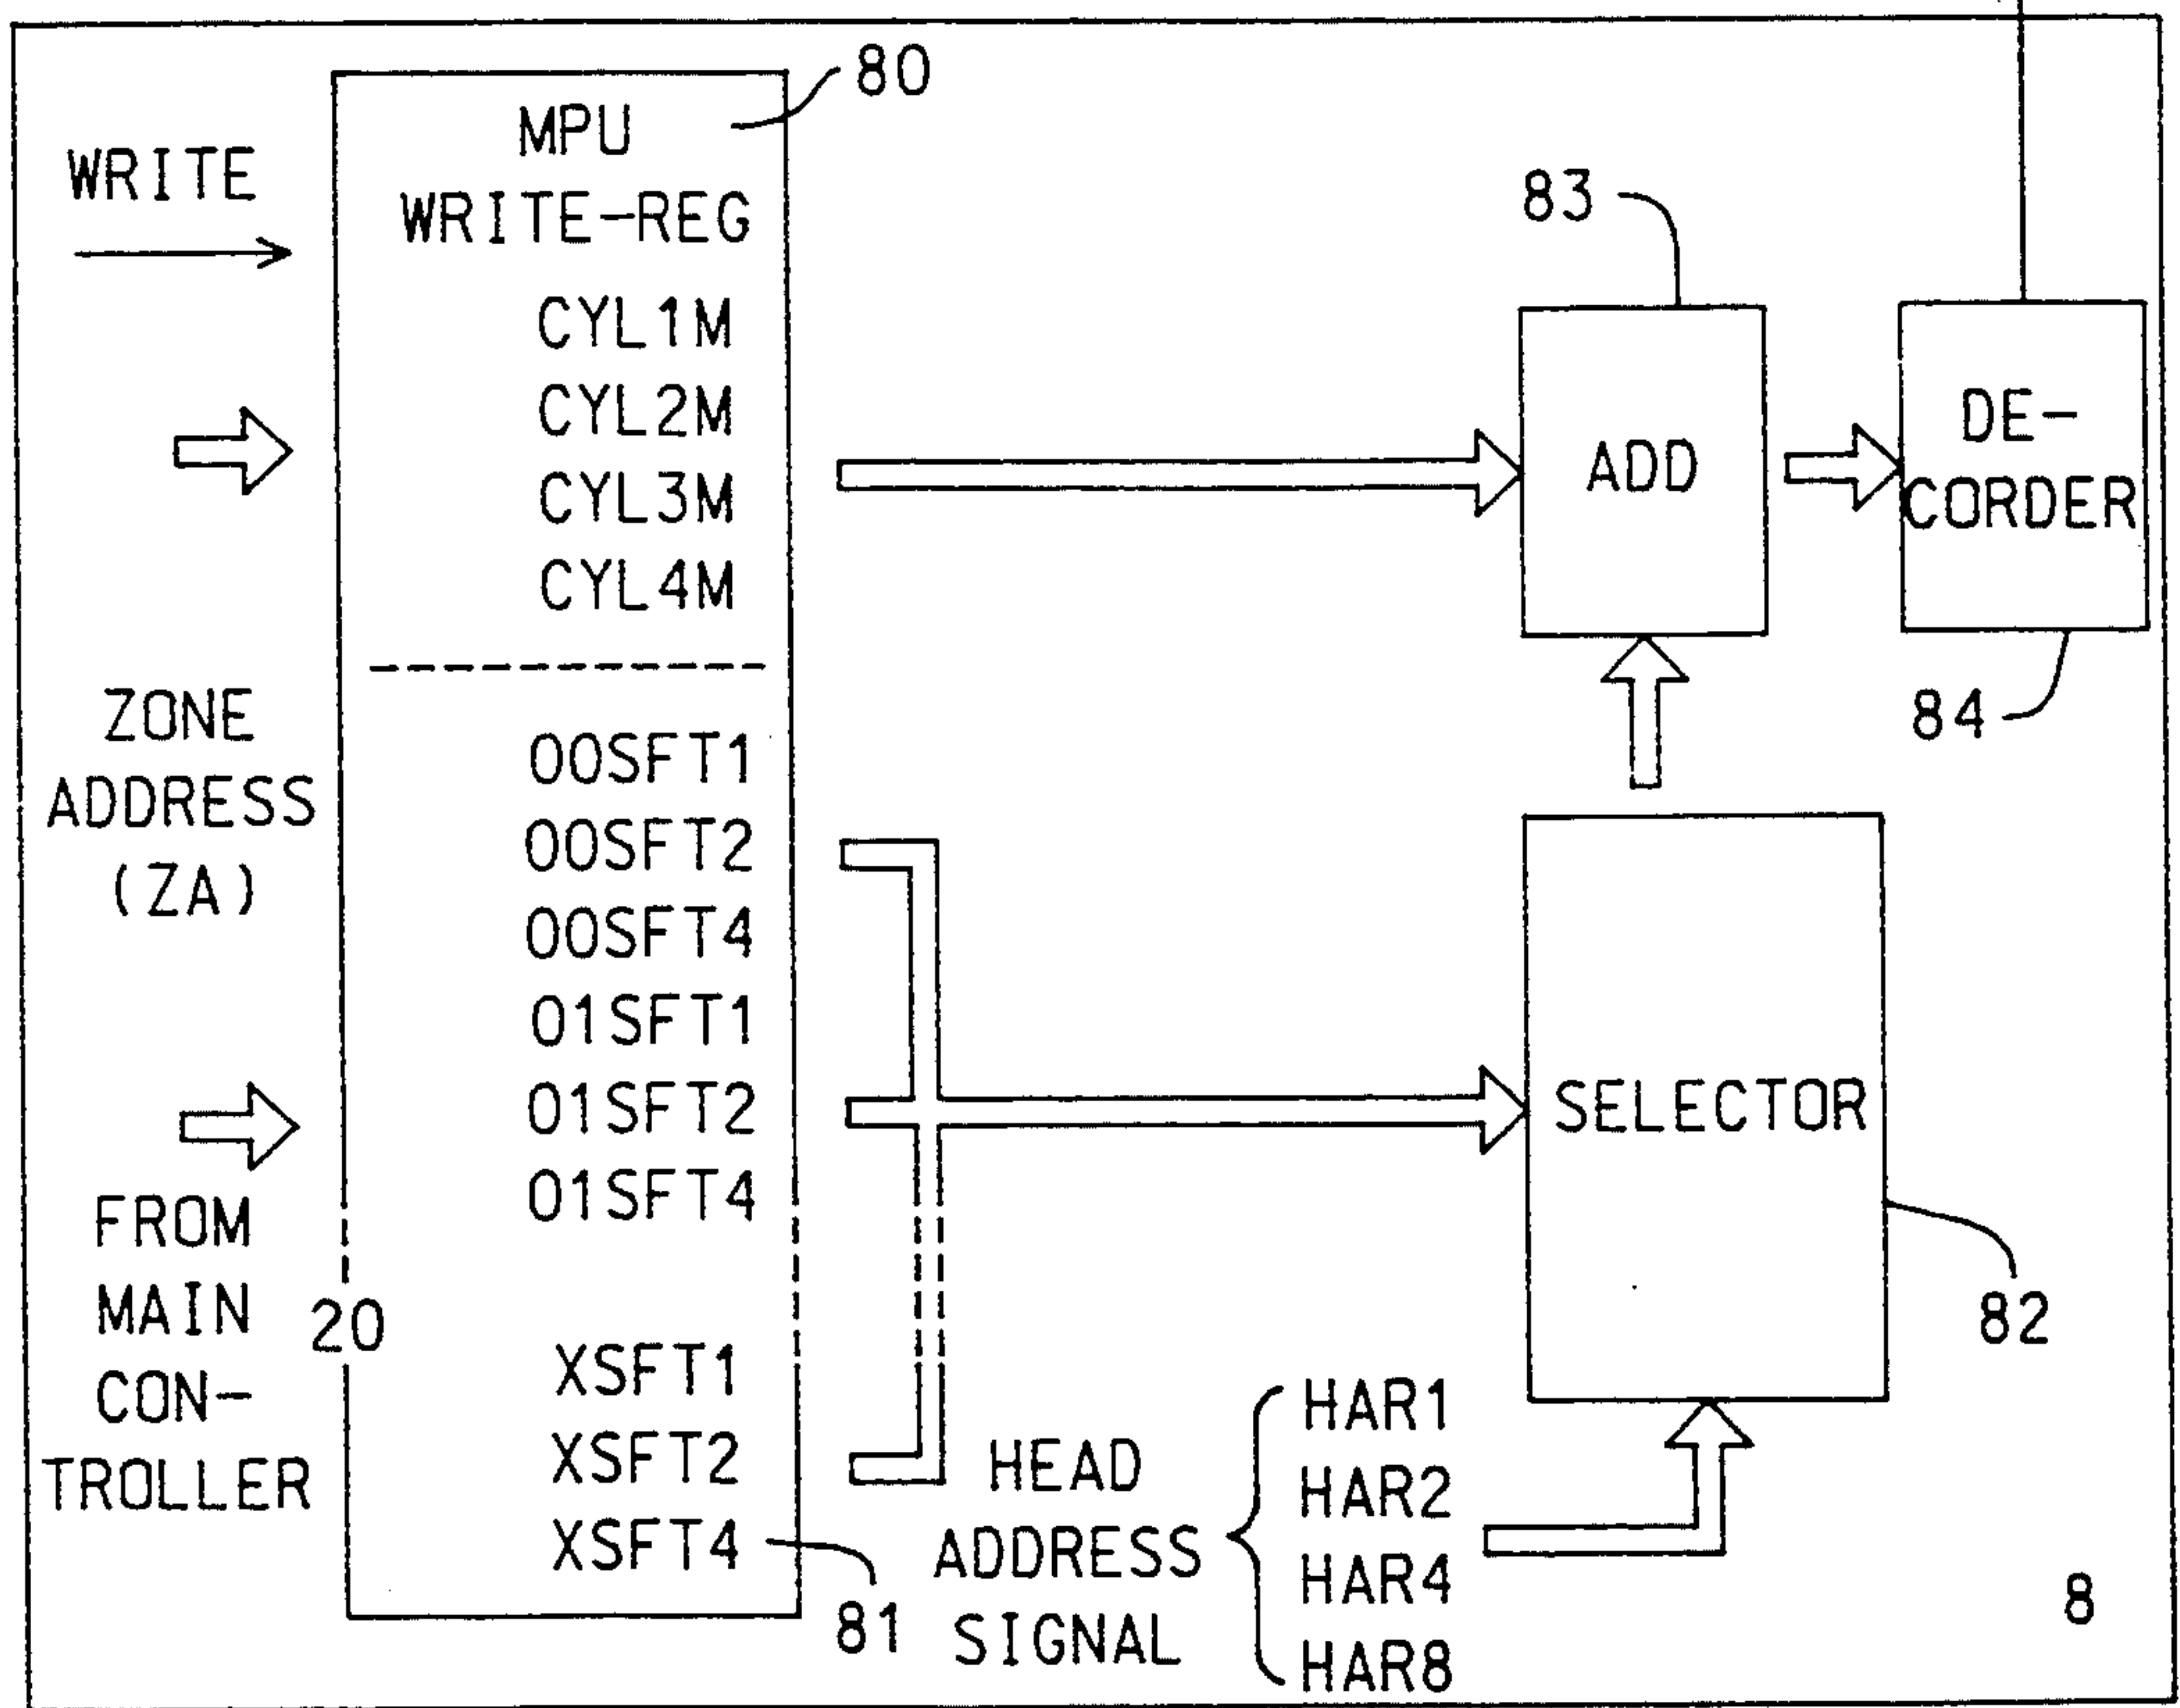 80
MPU
WRITE-REG
WRITE
CYL1M
CYL2M
CYL3M
CYL4M
83
ADD
DE-
CORDER
84
ZONE
ADDRESS
(ZA)
00SFT1
00SFT2
00SFT4
01SFT1
01SFT2
01SFT4
SELECTOR
82
FROM
MAIN
CON-
TROLLER
20
XSFT1
XSFT2
XSFT4
81
HEAD
ADDRESS
SIGNAL
HAR1
HAR2
HAR4
HAR8
8